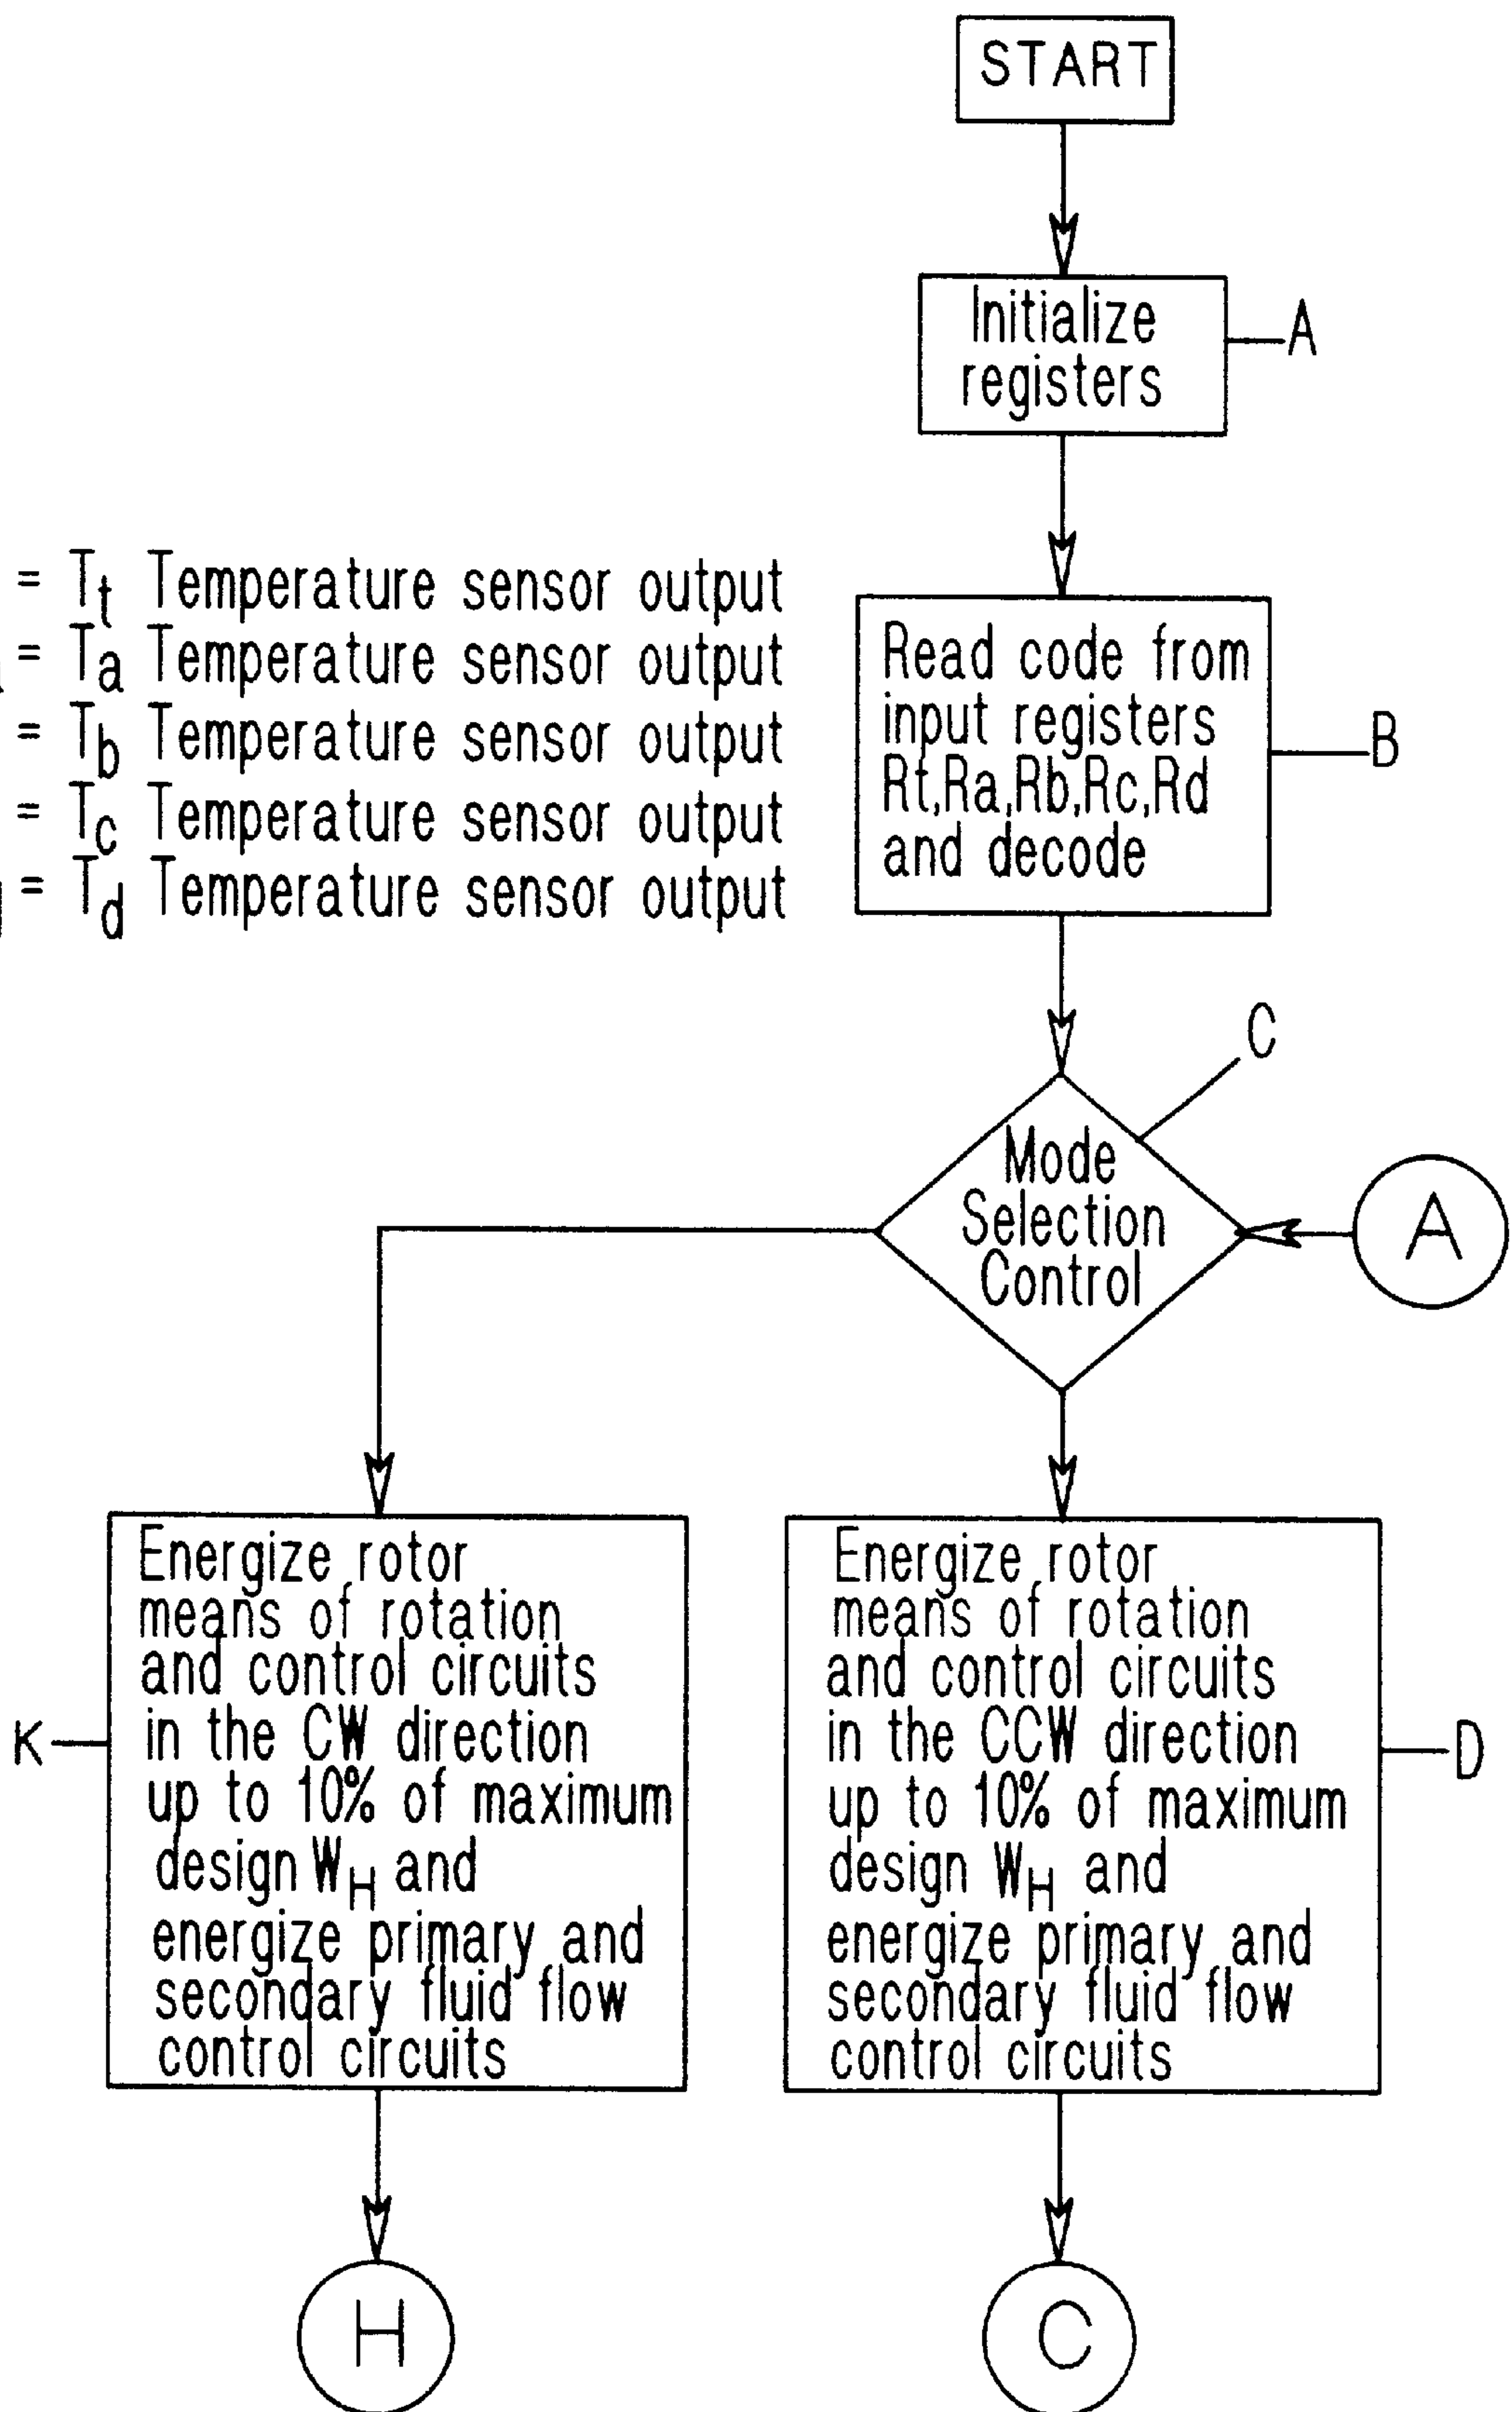 START
Initialize
registers
A
= Tt Temperature sensor output
= Ta Temperature sensor output
= Tb Temperature sensor output
= Tc Temperature sensor output
= Td Temperature sensor output
Read code from
input registers
Rt,Ra,Rb,Rc,Rd
and decode
B
C
Mode
Selection
Control
A
K
Energize rotor
means of rotation
and control circuits
in the CW direction
up to 10% of maximum
design WH and
energize primary and
secondary fluid flow
control circuits
Energize rotor
means of rotation
and control circuits
in the CCW direction
up to 10% of maximum
design WH and
energize primary and
secondary fluid flow
control circuits
D
H
C